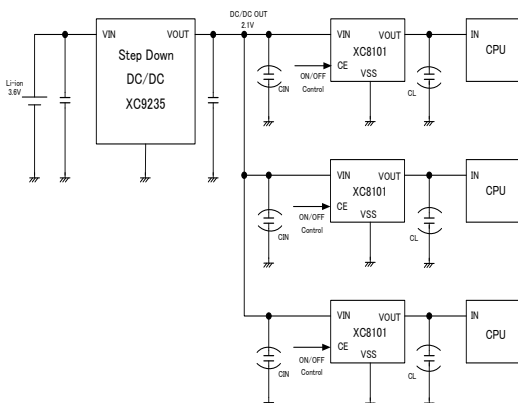 DC/DC OUT
2.1V
Li-ion
3.6V
VIN VOUT
Step Down
DC/DC
XC9235
VIN VOUT
XC8101
CE
VSS
ON/OFF
Control
CIN
CL
IN
CPU
VIN VOUT
XC8101
CE
VSS
ON/OFF
Control
CIN
CL
IN
CPU
VIN VOUT
XC8101
CE
VSS
ON/OFF
Control
CIN
CL
IN
CPU